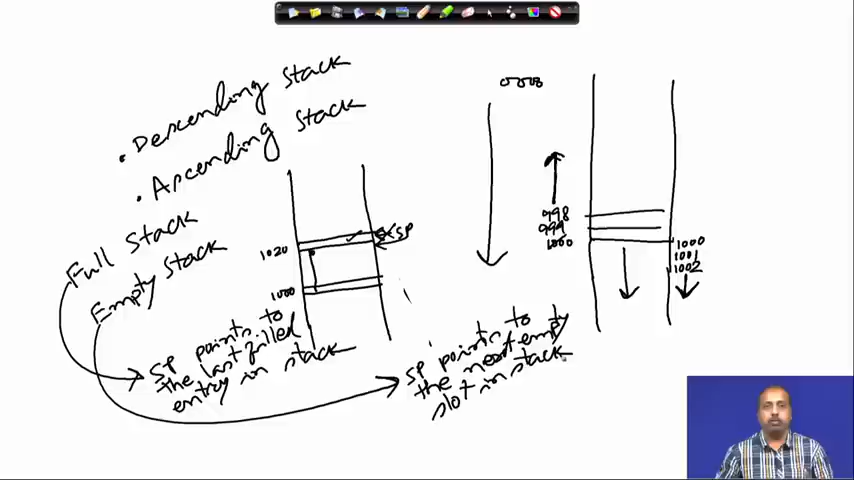 • Descending Stack
• Ascending Stack
Full Stack
Empty Stack
SP points to
the last filled
entry in stack
SP points to
the next empty
slot in stack
1020
1000
SP
0000
998
999
1000
1000
1001
1002